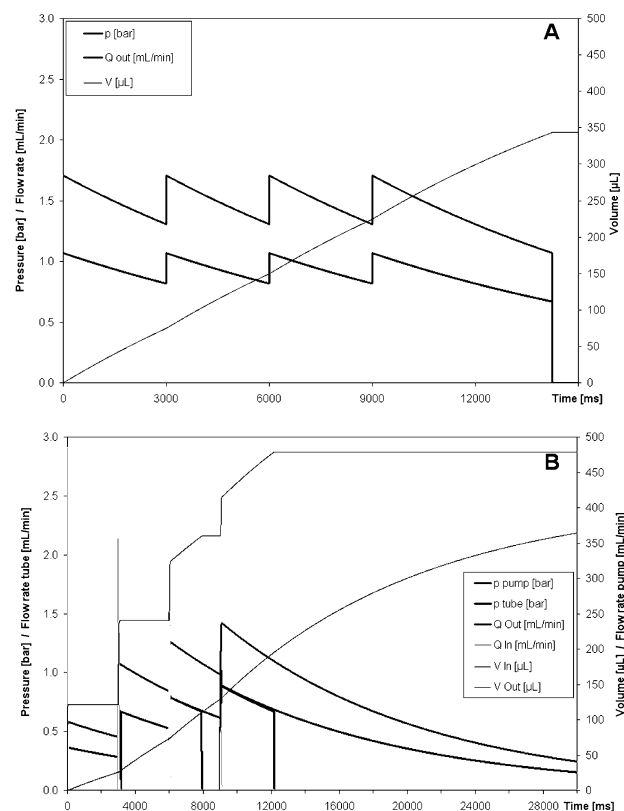 3.0
2.5
2.0
1.5
1.0
0.5
0.0
Pressure [bar] / Flow rate [mL/min]
p [bar]
Q out [mL/min]
V [µL]
A
500
450
400
350
300
250
200
150
100
50
0
Volume [µL]
0
3000
6000
9000
12000
Time [ms]
3.0
2.5
2.0
1.5
1.0
0.5
0.0
Pressure [bar] / Flow rate tube [mL/min]
B
p pump [bar]
p tube [bar]
Q Out [mL/min]
Q In [mL/min]
V In [µL]
V Out [µL]
500
450
400
350
300
250
200
150
100
50
0
Volume [uL] / Flow rate pump [mL/min]
0
4000
8000
12000
16000
20000
24000
28000
Time [ms]